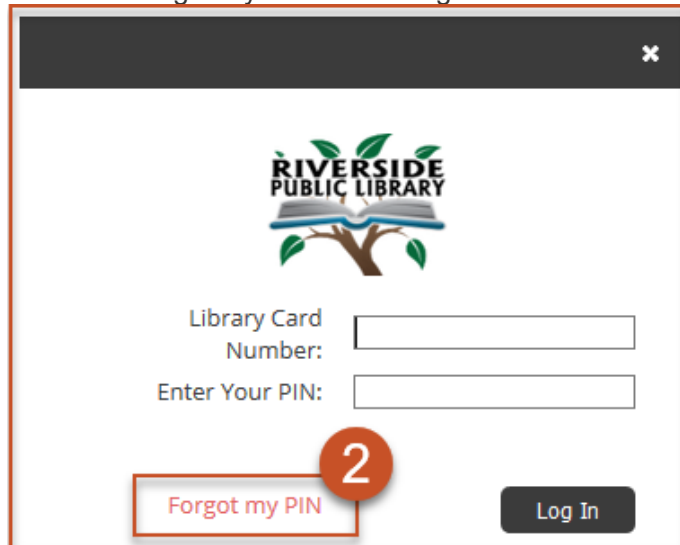 ×
RIVERSIDE
PUBLIC LIBRARY
Library Card
Number:
Enter Your PIN:
2
Forgot my PIN
Log In